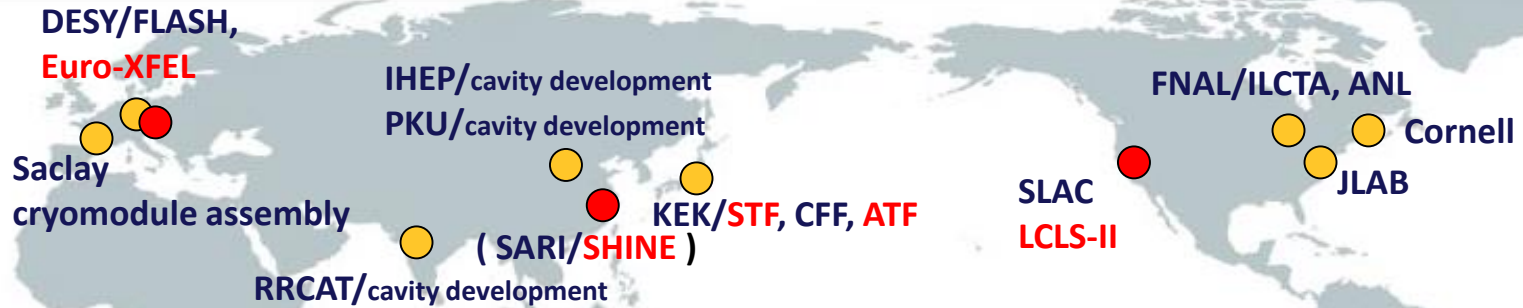 DESY/FLASH,
Euro-XFEL
Saclay
cryomodule assembly
IHEP/cavity development
PKU/cavity development
KEK/STF, CFF, ATF
( SARI/SHINE )
RRCAT/cavity development
SLAC
LCLS-II
FNAL/ILCTA, ANL
Cornell
JLAB